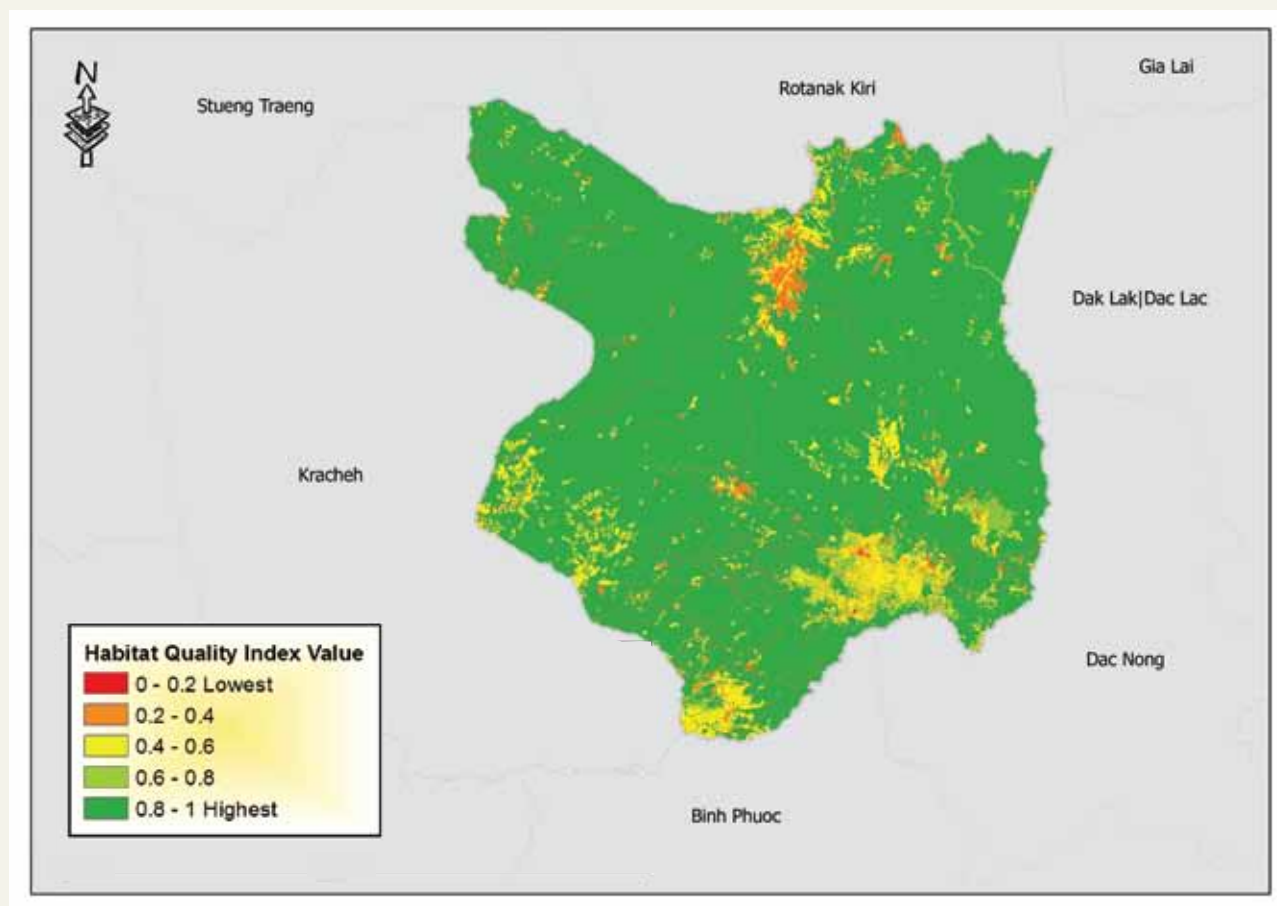 N
Gia Lai
Rotanak Kiri
Stueng Traeng
Dak Lak|Dac Lac
Kracheh
Dac Nong
Binh Phuoc
Habitat Quality Index Value
0 - 0.2 Lowest
0.2 - 0.4
0.4 - 0.6
0.6 - 0.8
0.8 - 1 Highest